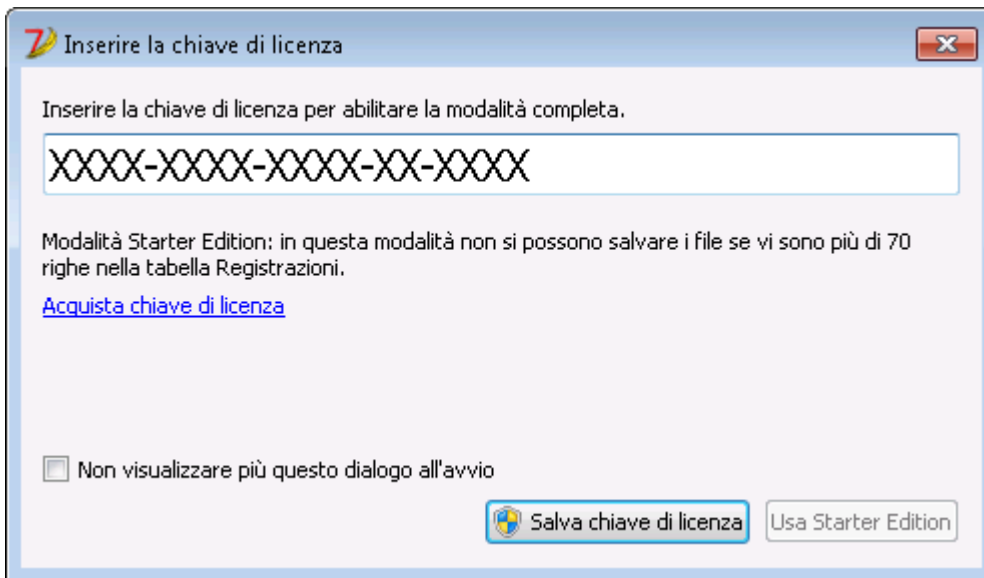 Inserire la chiave di licenza
Inserire la chiave di licenza per abilitare la modalità completa.
XXXX-XXXX-XXXX-XX-XXXX
Modalità Starter Edition: in questa modalità non si possono salvare i file se vi sono più di 70
righe nella tabella Registrazioni.
Acquista chiave di licenza
Non visualizzare più questo dialogo all'avvio
Salva chiave di licenza
Usa Starter Edition